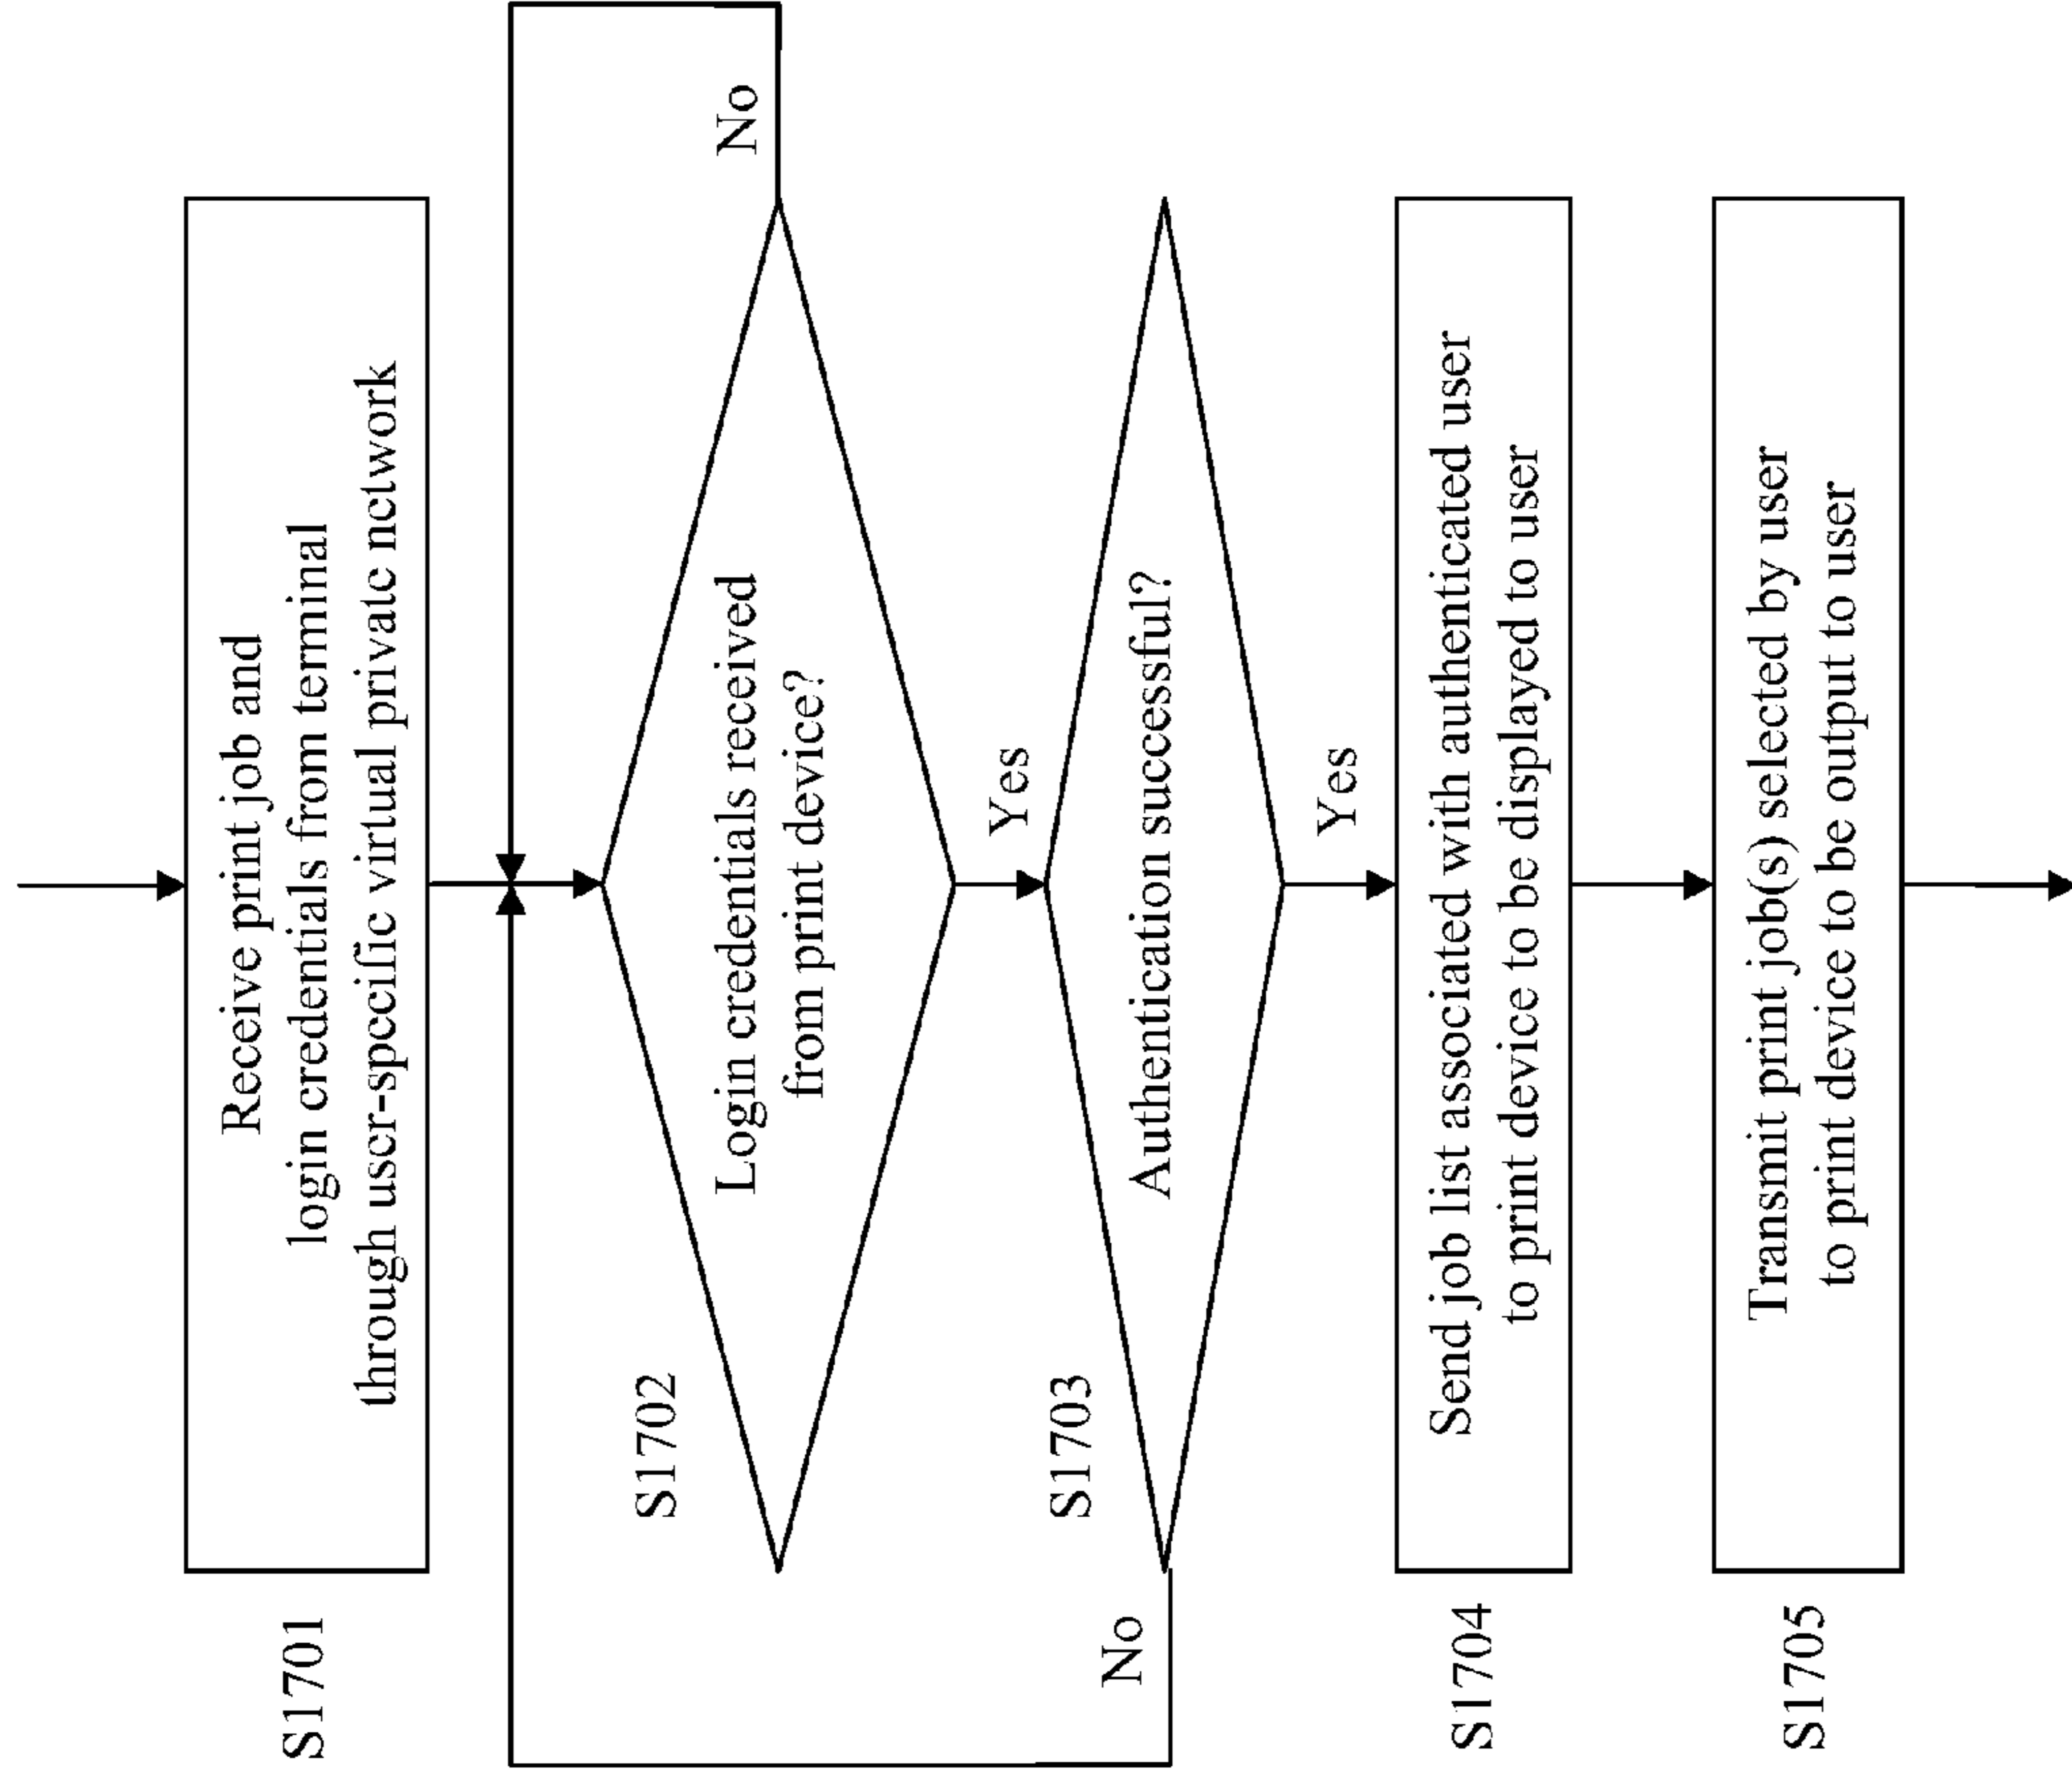 S1701
Receive print job and
login credentials from terminal
through user-specific virtual private network
No
S1702
Login credentials received
from print device?
Yes
S1703
Authentication successful?
No
Yes
S1704
Send job list associated with authenticated user
to print device to be displayed to user
S1705
Transmit print job(s) selected by user
to print device to be output to user